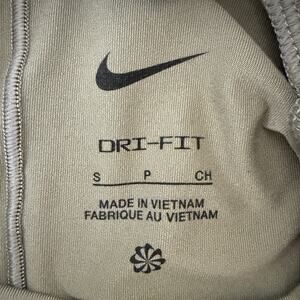 DRI-FIT
S P CH
MADE IN VIETNAM
FABRIQUE AU VIETNAM